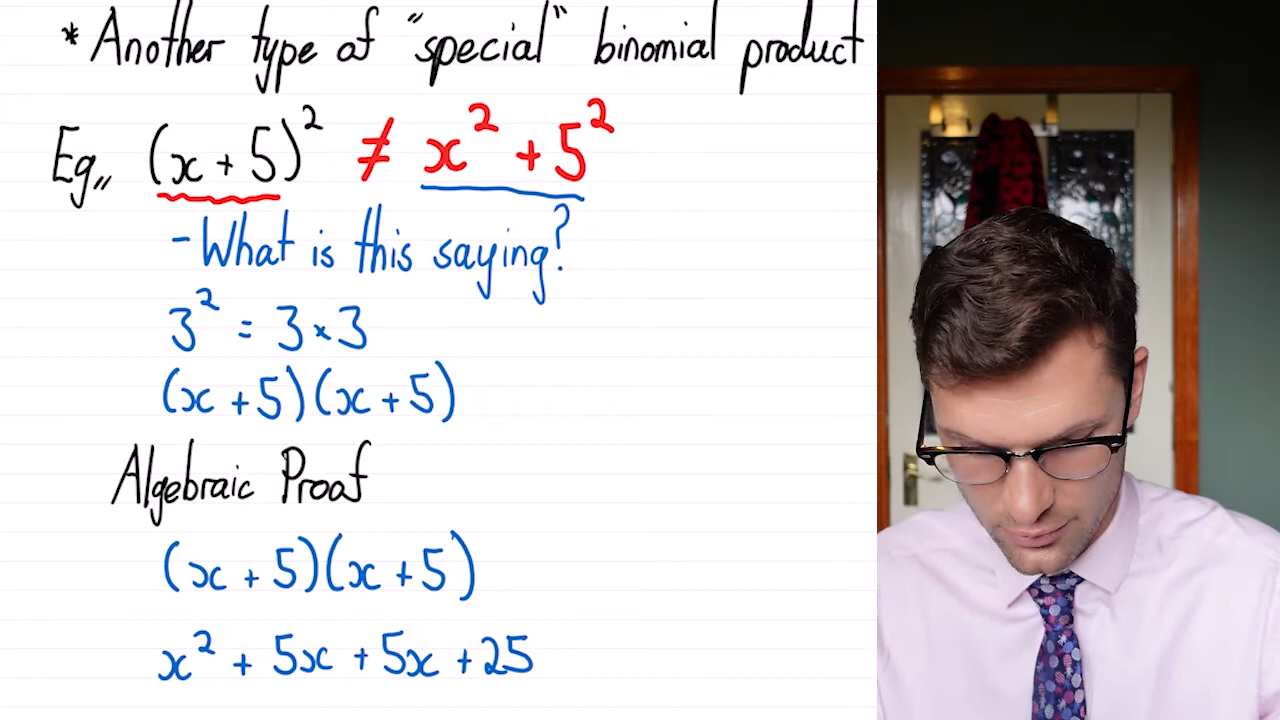 * Another type of "special" binomial product
Eg,, (x + 5)² ≠ x² + 5²
- What is this saying?
3² = 3 × 3
(x + 5)(x + 5)
Algebraic Proof
(x + 5)(x + 5)
x² + 5x + 5x + 25